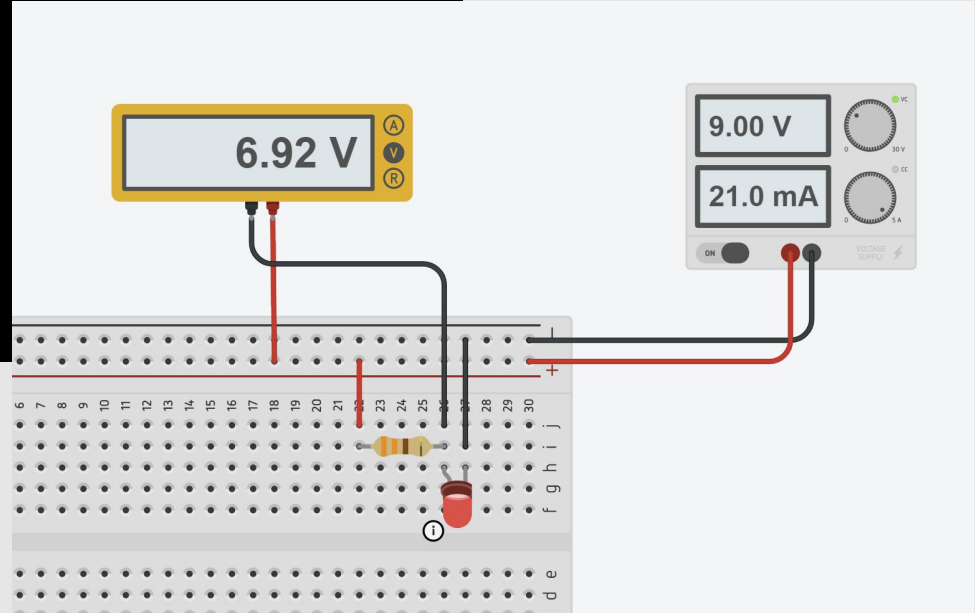 6.92 V
A
V
R
9.00 V
VC
0
30 V
21.0 mA
CC
0
5 A
ON
VOLTAGE
SUPPLY
−
+
6 7 8 9 10 11 12 13 14 15 16 17 18 19 20 21 22 23 24 25 26 27 28 29 30
j
i
h
g
f
i
e
d